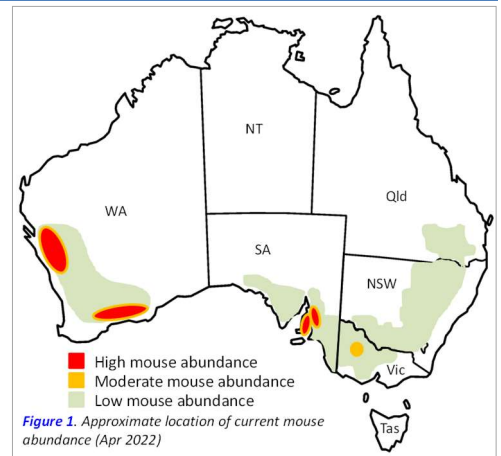 NT
WA
Qld
SA
NSW
Vic
Tas
High mouse abundance
Moderate mouse abundance
Low mouse abundance
Figure 1. Approximate location of current mouse
abundance (Apr 2022)